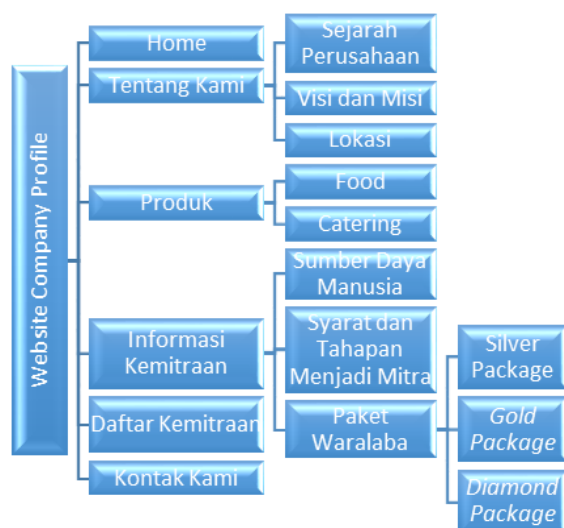 Website Company Profile
Home
Tentang Kami
Sejarah
Perusahaan
Visi dan Misi
Lokasi
Produk
Food
Catering
Informasi
Kemitraan
Sumber Daya
Manusia
Syarat dan
Tahapan
Menjadi Mitra
Paket
Waralaba
Silver
Package
Gold
Package
Diamond
Package
Daftar Kemitraan
Kontak Kami